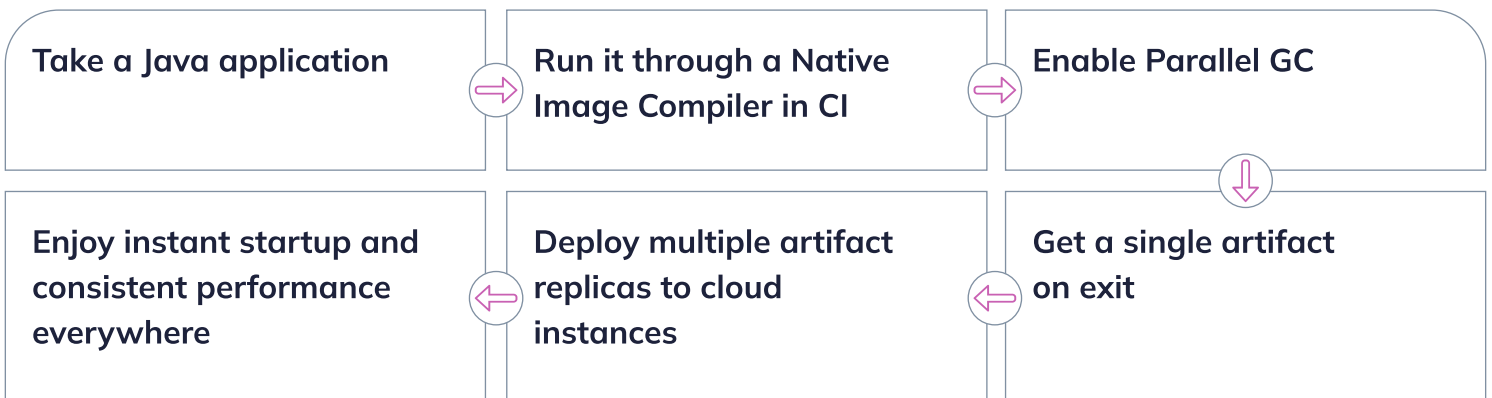 Take a Java application
Run it through a Native
Image Compiler in CI
Enable Parallel GC
Get a single artifact
on exit
Deploy multiple artifact
replicas to cloud
instances
Enjoy instant startup and
consistent performance
everywhere